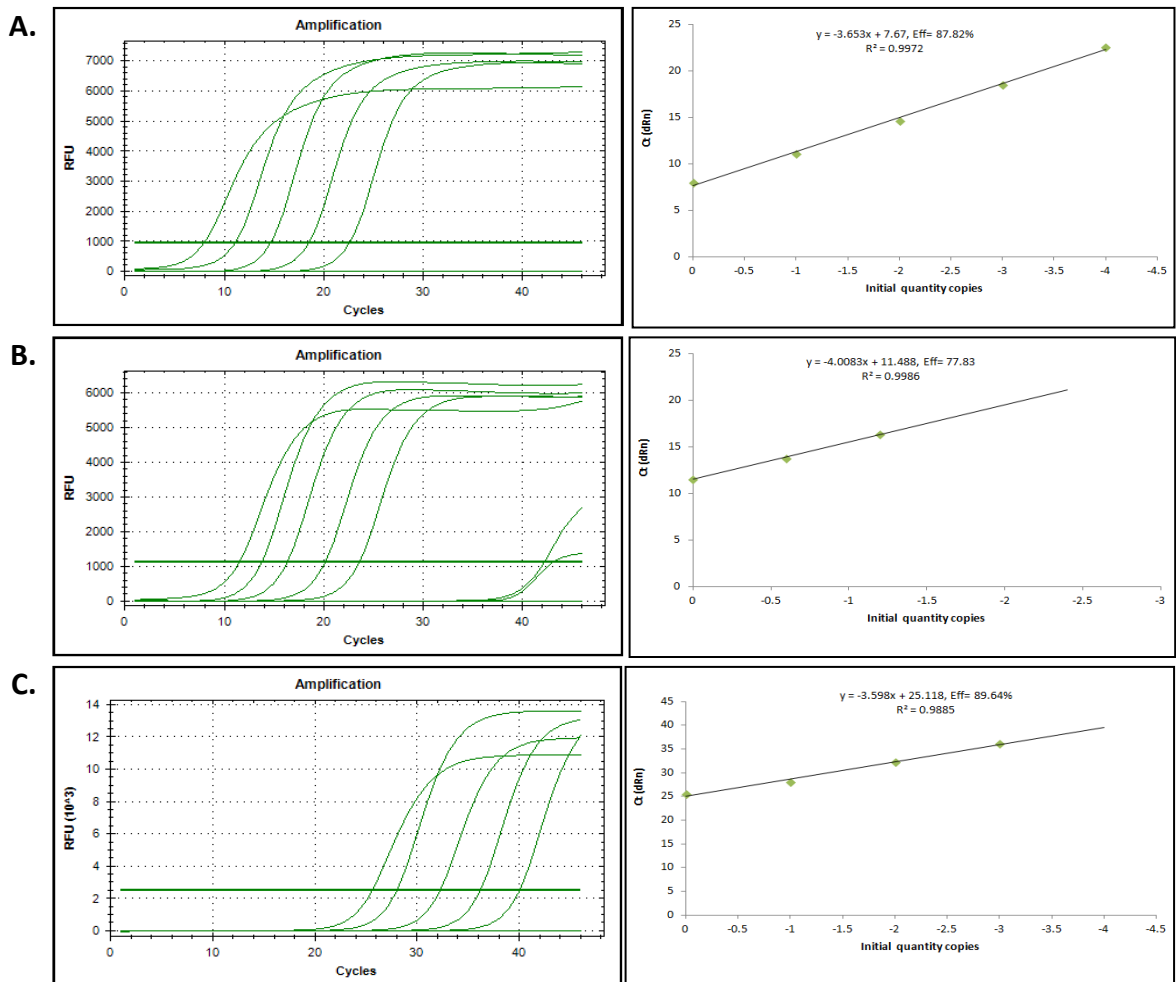 A.
Amplification
RFU
7000
6000
5000
4000
3000
2000
1000
0
0 10 20 30 40
Cycles
y = -3.653x + 7.67, Eff= 87.82%
R² = 0.9972
Ct (dRn)
25
20
15
10
5
0
0 -0.5 -1 -1.5 -2 -2.5 -3 -3.5 -4 -4.5
Initial quantity copies
B.
Amplification
RFU
6000
5000
4000
3000
2000
1000
0
0 10 20 30 40
Cycles
y = -4.0083x + 11.488, Eff= 77.83
R² = 0.9986
Ct (dRn)
25
20
15
10
5
0
0 -0.5 -1 -1.5 -2 -2.5 -3
Initial quantity copies
C.
Amplification
RFU (10^3)
14
12
10
8
6
4
2
0
0 10 20 30 40
Cycles
y = -3.598x + 25.118, Eff= 89.64%
R² = 0.9885
Ct (dRn)
45
40
35
30
25
20
15
10
5
0
0 -0.5 -1 -1.5 -2 -2.5 -3 -3.5 -4 -4.5
Initial quantity copies